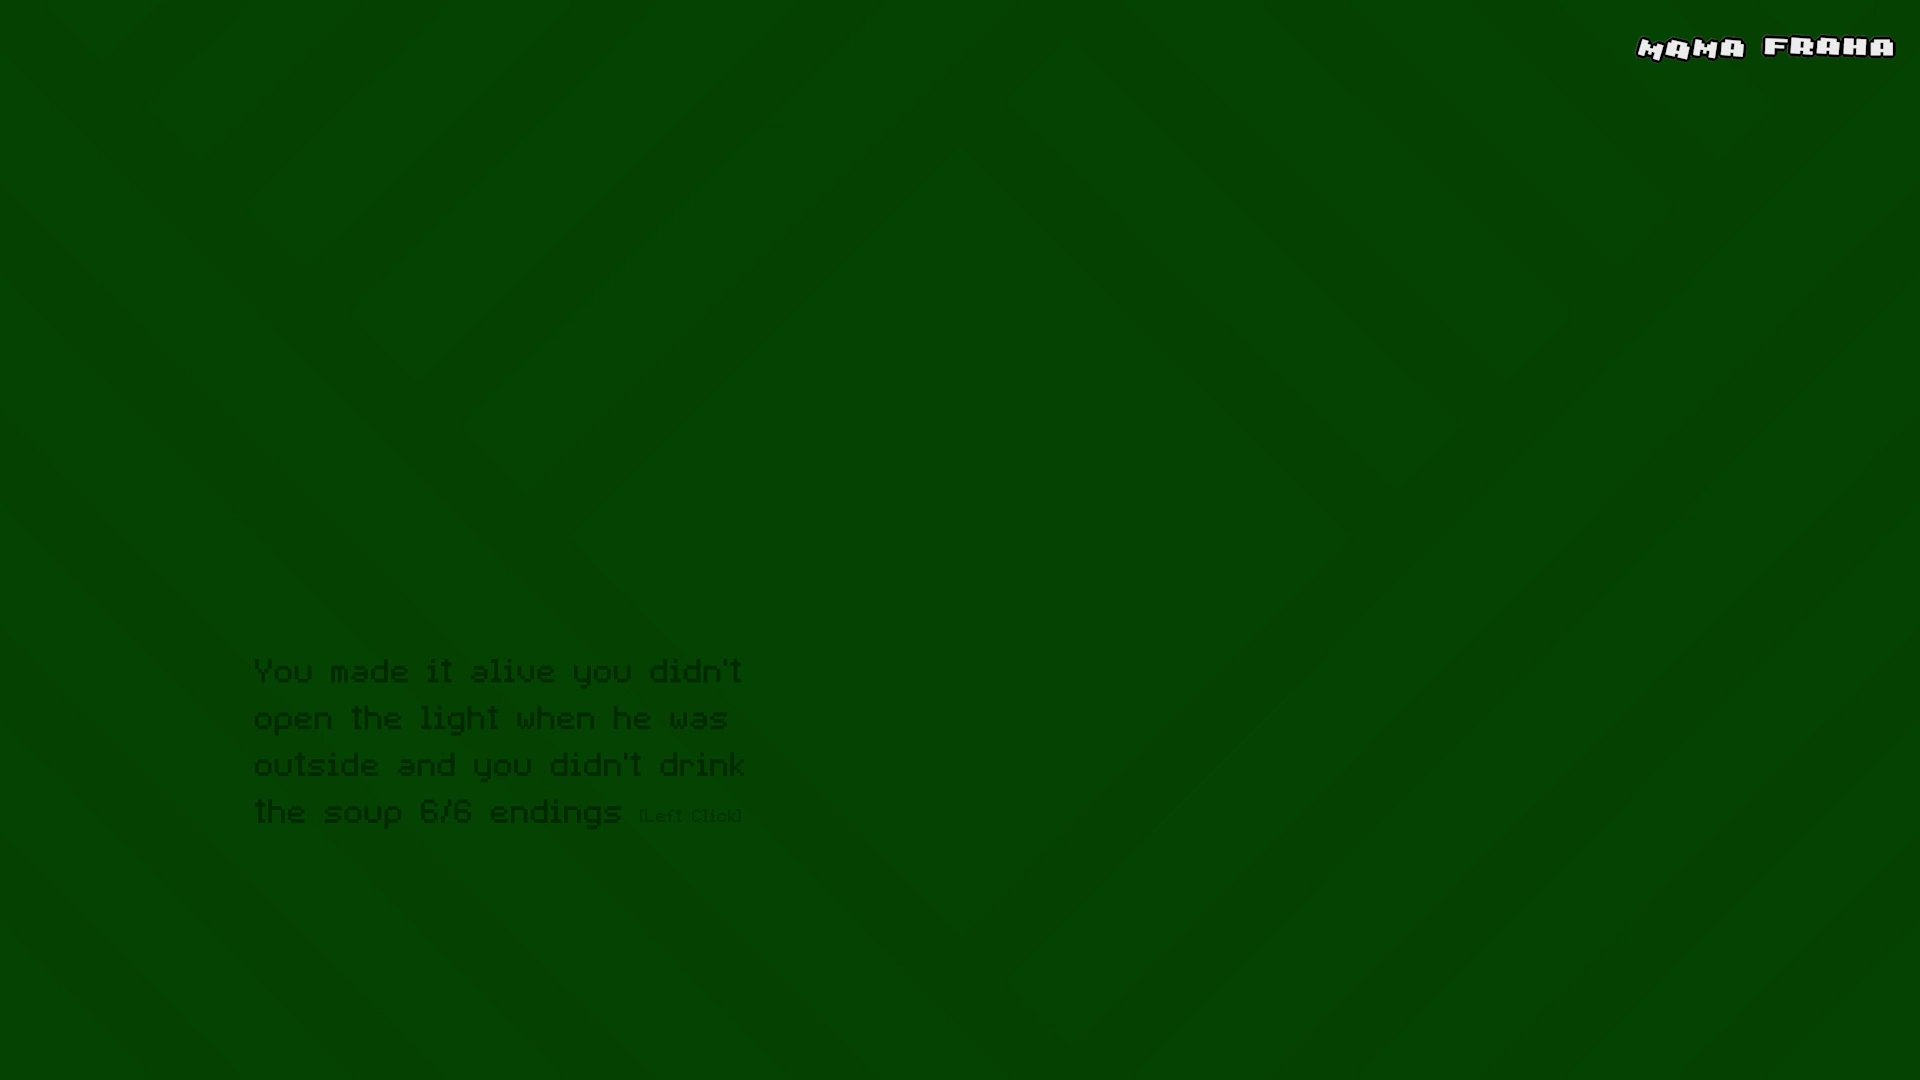 MAMA FRAHA
You made it alive you didn't
open the light when he was
outside and you didn't drink
the soup 6/6 endings [Left Click]